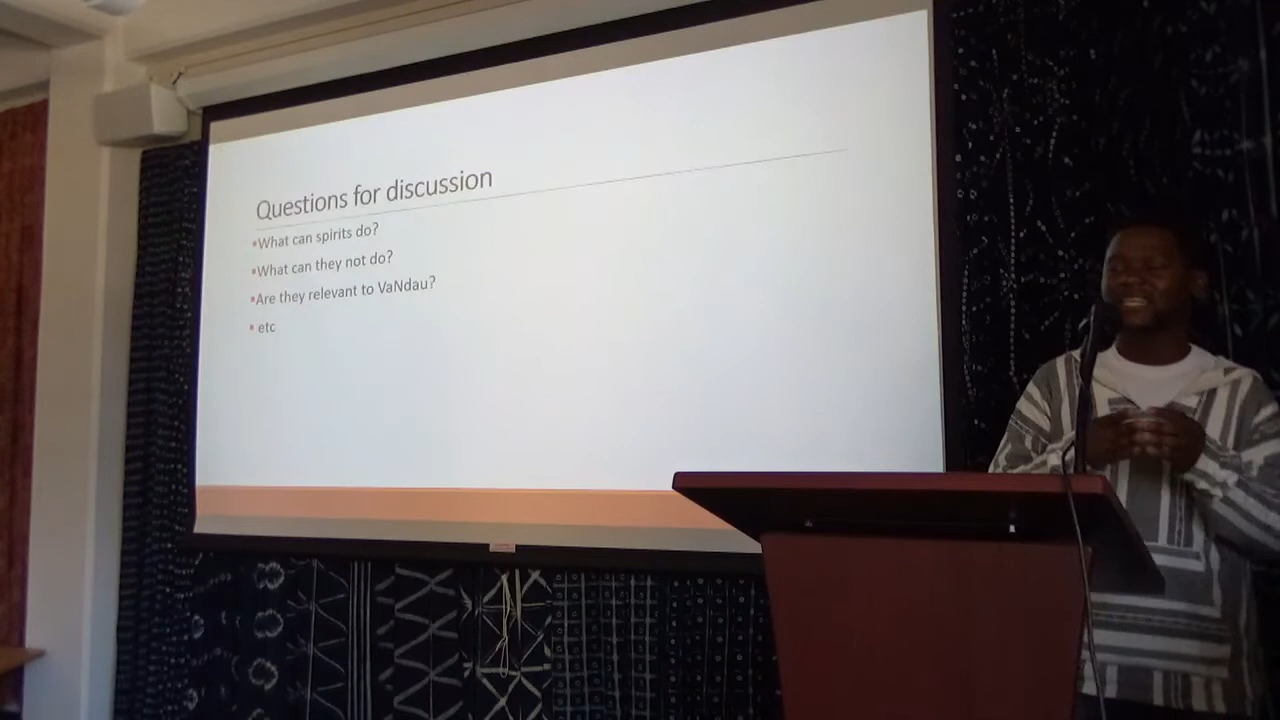 Questions for discussion
▪What can spirits do?
▪What can they not do?
▪Are they relevant to VaNdau?
▪ etc